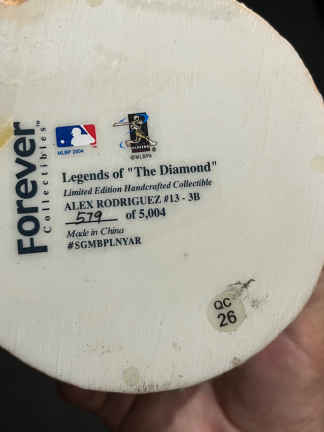 Forever
Collectibles™
MLBP 2004
©MLBPA
Legends of "The Diamond"
Limited Edition Handcrafted Collectible
ALEX RODRIGUEZ #13 - 3B
579 of 5,004
Made in China
#SGMBPLNYAR
QC
26